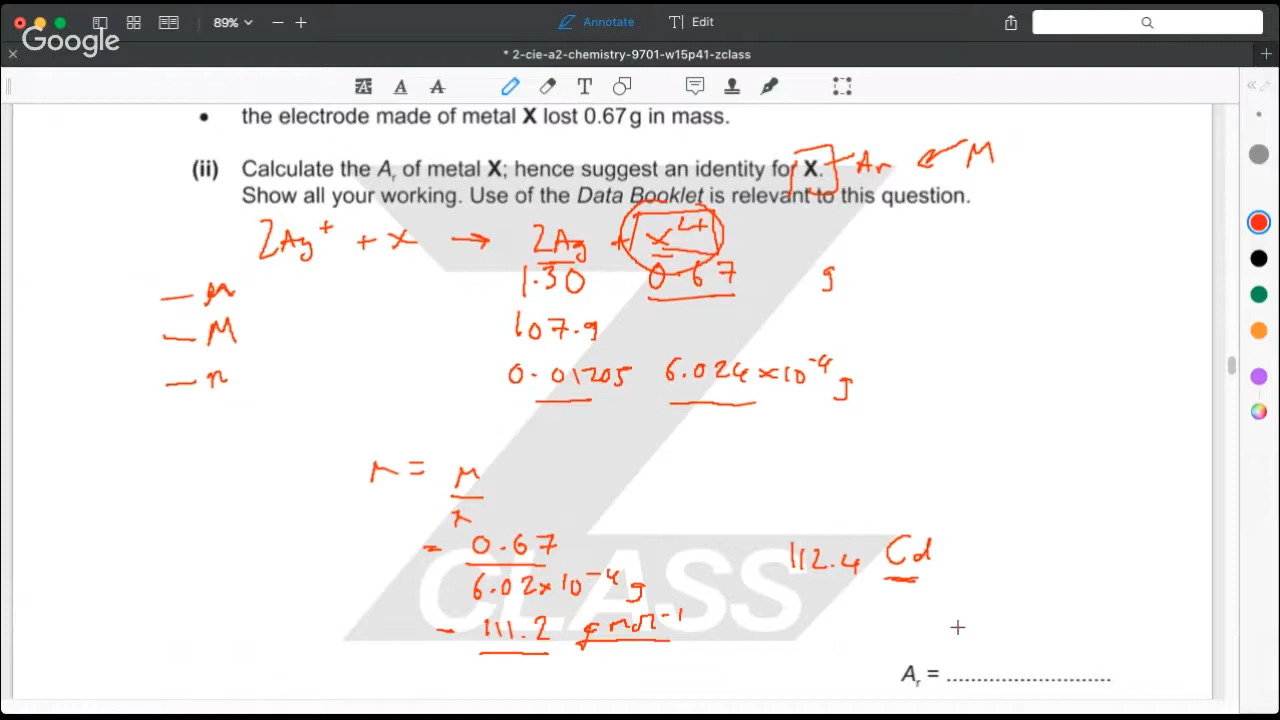 89%
Annotate
Edit
Google
* 2-cie-a2-chemistry-9701-w15p41-zclass
• the electrode made of metal X lost 0.67 g in mass.
(ii) Calculate the Ar of metal X; hence suggest an identity for X. Ar ← M
Show all your working. Use of the Data Booklet is relevant to this question.
2Ag⁺ + x → 2Ag + x²⁺
— m 1.30 0.67 g
— M 107.9
— n 0.01205 6.024 × 10⁻⁴ g
M = M
n
= 0.67
6.02 × 10⁻⁴ g
= 111.2 g mol⁻¹
112.4 Cd
Ar = ............................
CLASS